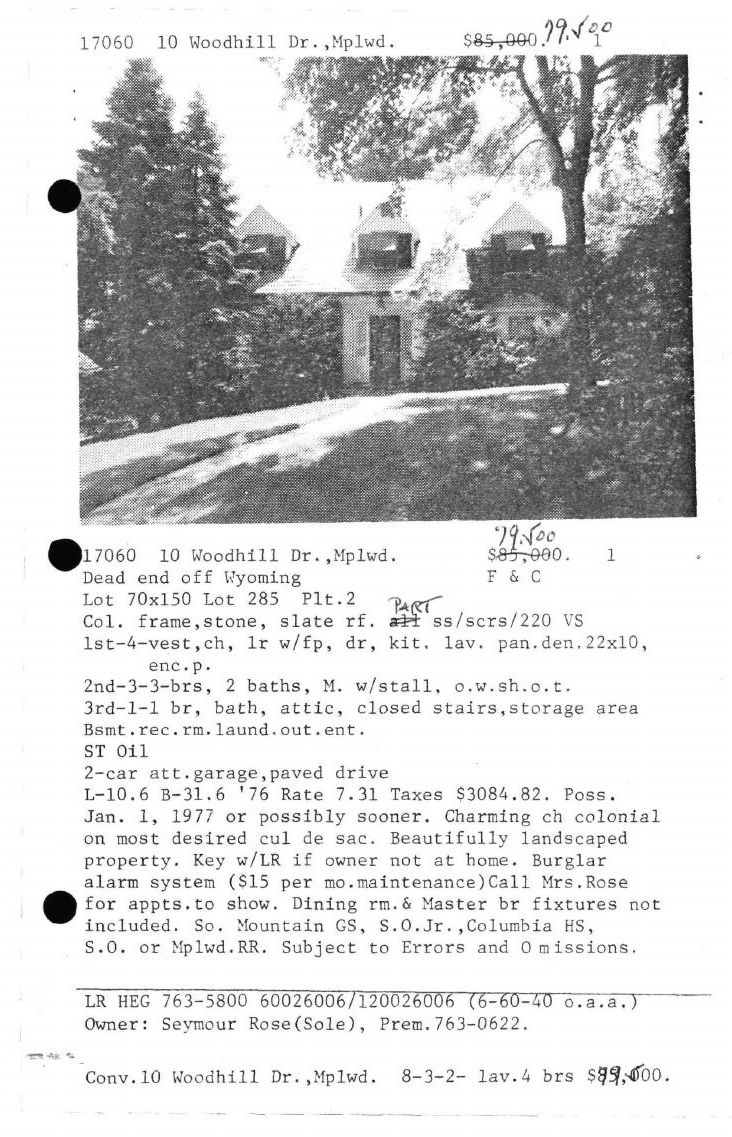 17060 10 Woodhill Dr.,Mplwd. $85,000. 79.500
1
17060 10 Woodhill Dr.,Mplwd. $85,000. 79.500 1
Dead end off Wyoming F & C
Lot 70x150 Lot 285 Plt.2
Col. frame,stone, slate rf. all PART ss/scrs/220 VS
1st-4-vest,ch, lr w/fp, dr, kit. lav. pan.den.22x10,
enc.p.
2nd-3-3-brs, 2 baths, M. w/stall, o.w.sh.o.t.
3rd-1-1 br, bath, attic, closed stairs,storage area
Bsmt.rec.rm.laund.out.ent.
ST Oil
2-car att.garage,paved drive
L-10.6 B-31.6 '76 Rate 7.31 Taxes $3084.82. Poss.
Jan. 1, 1977 or possibly sooner. Charming ch colonial
on most desired cul de sac. Beautifully landscaped
property. Key w/LR if owner not at home. Burglar
alarm system ($15 per mo.maintenance)Call Mrs.Rose
for appts.to show. Dining rm.& Master br fixtures not
included. So. Mountain GS, S.O.Jr.,Columbia HS,
S.O. or Mplwd.RR. Subject to Errors and Omissions.
LR HEG 763-5800 60026006/120026006 (6-60-40 o.a.a.)
Owner: Seymour Rose(Sole), Prem.763-0622.
Conv.10 Woodhill Dr.,Mplwd. 8-3-2- lav.4 brs $79,500.